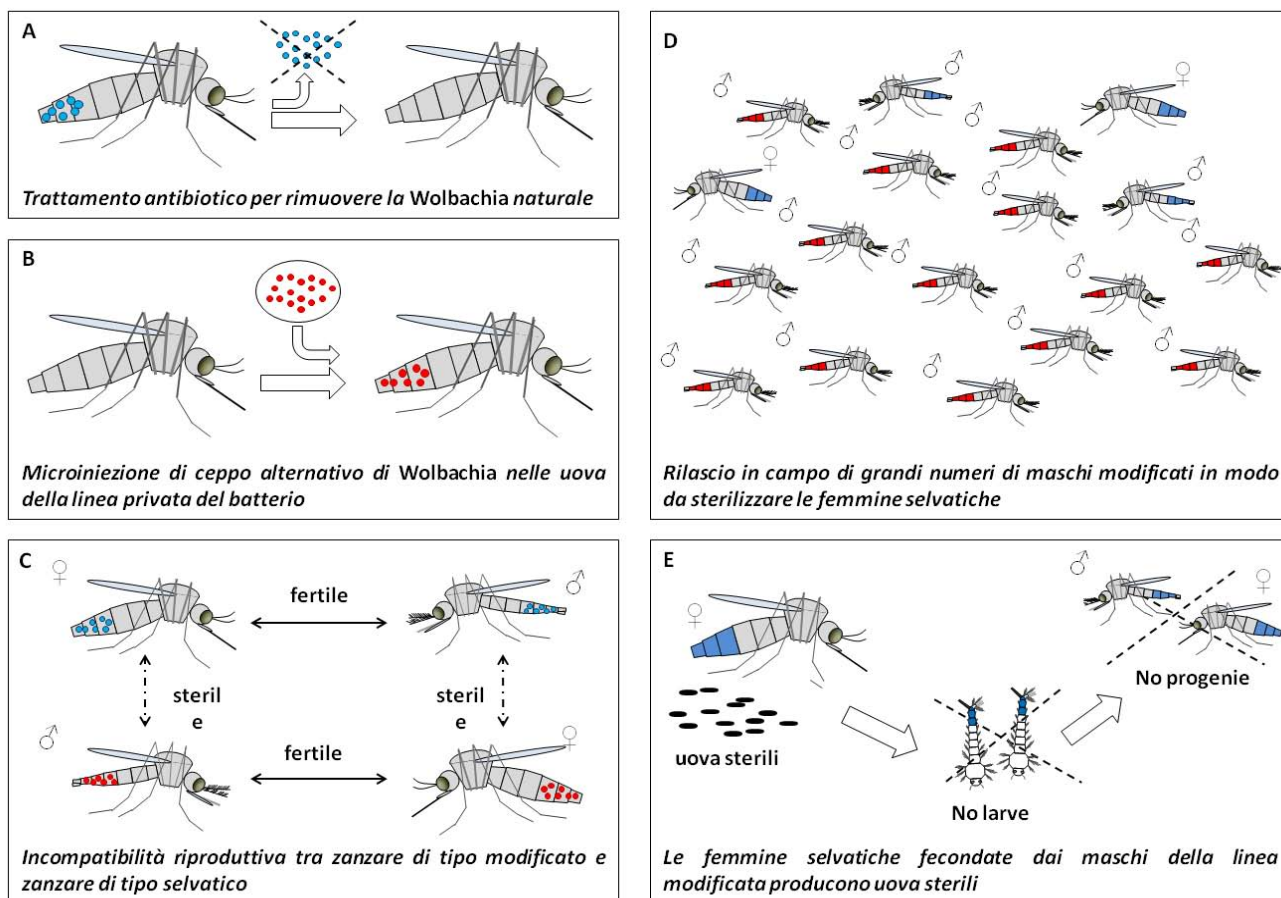 A
Trattamento antibiotico per rimuovere la Wolbachia naturale
B
Microiniezione di ceppo alternativo di Wolbachia nelle uova
della linea privata del batterio
C
♀
♂
fertile
steril
e
steril
e
♂
♀
fertile
Incompatibilità riproduttiva tra zanzare di tipo modificato e
zanzare di tipo selvatico
D
Rilascio in campo di grandi numeri di maschi modificati in modo
da sterilizzare le femmine selvatiche
E
♀
♂
♀
uova sterili
No larve
No progenie
Le femmine selvatiche fecondate dai maschi della linea
modificata producono uova sterili